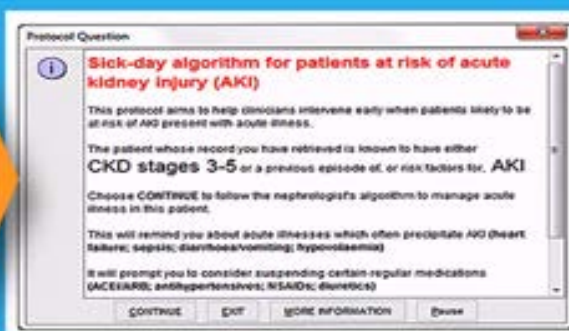 Protocol Question
Sick-day algorithm for patients at risk of acute
kidney injury (AKI)
This protocol aims to help clinicians intervene early when patients likely to be
at risk of AKI present with acute illness.
The patient whose record you have retrieved is known to have either
CKD stages 3-5 or a previous episode of, or risk factors for, AKI
Choose CONTINUE to follow the nephrologist's algorithm to manage acute
illness in this patient.
This will remind you about acute illnesses which often precipitate AKI (heart
failure; sepsis; diarrhoea/vomiting; hypovolaemia)
It will prompt you to consider suspending certain regular medications
(ACEI/ARB; antihypertensives; NSAIDs; diuretics)
CONTINUE EXIT MORE INFORMATION Pause